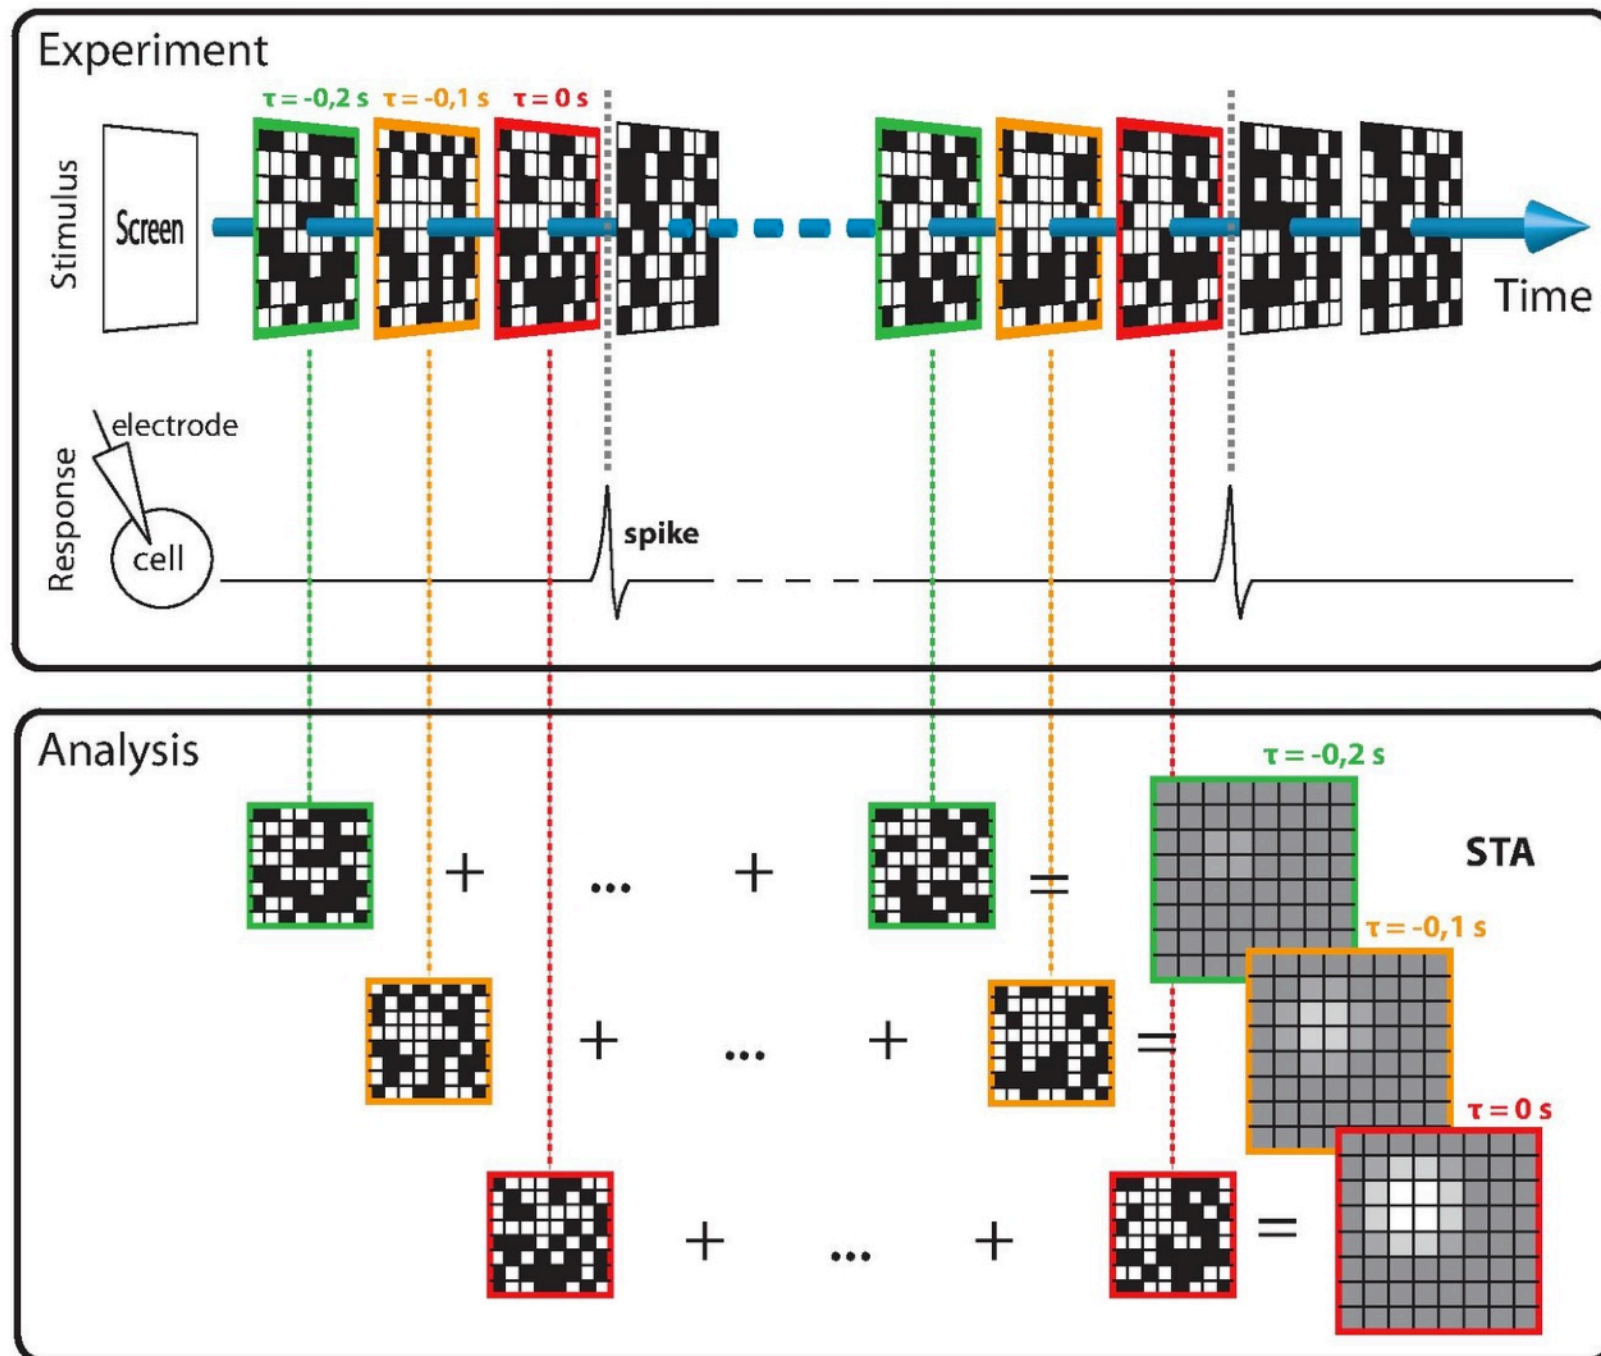 Experiment
τ = -0,2 s τ = -0,1 s τ = 0 s
Stimulus
Screen
Time
Response
electrode
cell
spike
Analysis
τ = -0,2 s
+ ... + =
STA
τ = -0,1 s
+ ... + =
τ = 0 s
+ ... + =